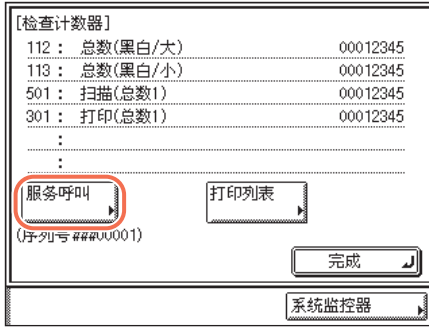 [检查计数器]
112： 总数(黑白/大) 00012345
113： 总数(黑白/小) 00012345
501： 扫描(总数1) 00012345
301： 打印(总数1) 00012345
：
：
服务呼叫 打印列表
(序列号###00001)
完成
系统监控器